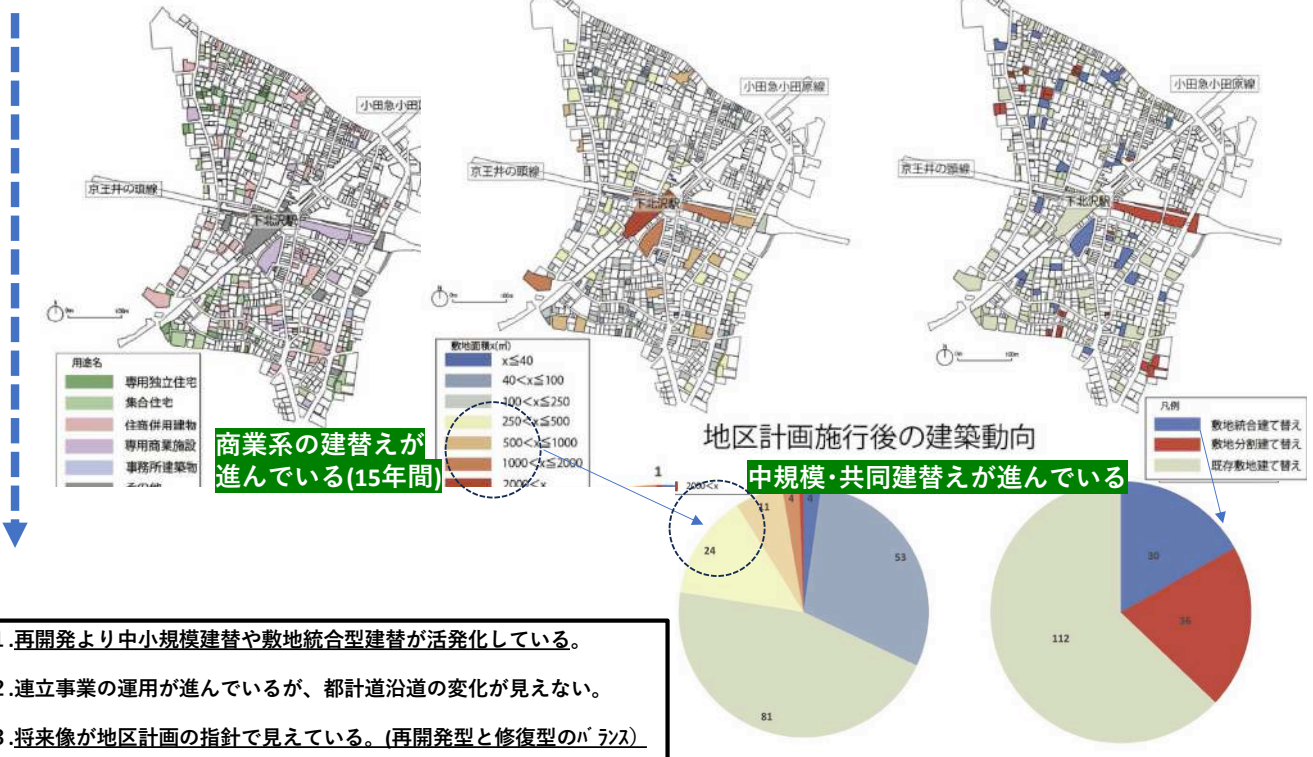 小田急小田
京王井の頭線
下北沢駅
N
0m 100m
用途名
専用独立住宅
集合住宅
住商併用建物
専用商業施設
事務所建築物
その他
商業系の建替えが
進んでいる(15年間)
小田急小田原線
京王井の頭線
下北沢駅
N
0m 100m
敷地面積x(㎡)
x≦40
40<x≦100
100<x≦250
250<x≦500
500<x≦1000
1000<x≦2000
2000<x
小田急小田原線
京王井の頭線
下北沢駅
N
0m 100m
凡例
敷地統合建て替え
敷地分割建て替え
既存敷地建て替え
地区計画施行後の建築動向
中規模・共同建替えが進んでいる
1
2000<x
4
4
11
24
53
81
30
36
112
1.再開発より中小規模建替や敷地統合型建替が活発化している。
2.連立事業の運用が進んでいるが、都計道沿道の変化が見えない。
3.将来像が地区計画の指針で見えている。(再開発型と修復型のバランス)